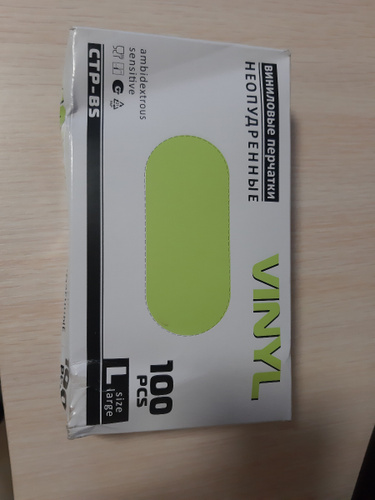 ВИНИЛОВЫЕ ПЕРЧАТКИ
НЕОПУДРЕННЫЕ
VINYL
ambidextrous
sensitive
CTP-BS
100
PCS
L
size
large